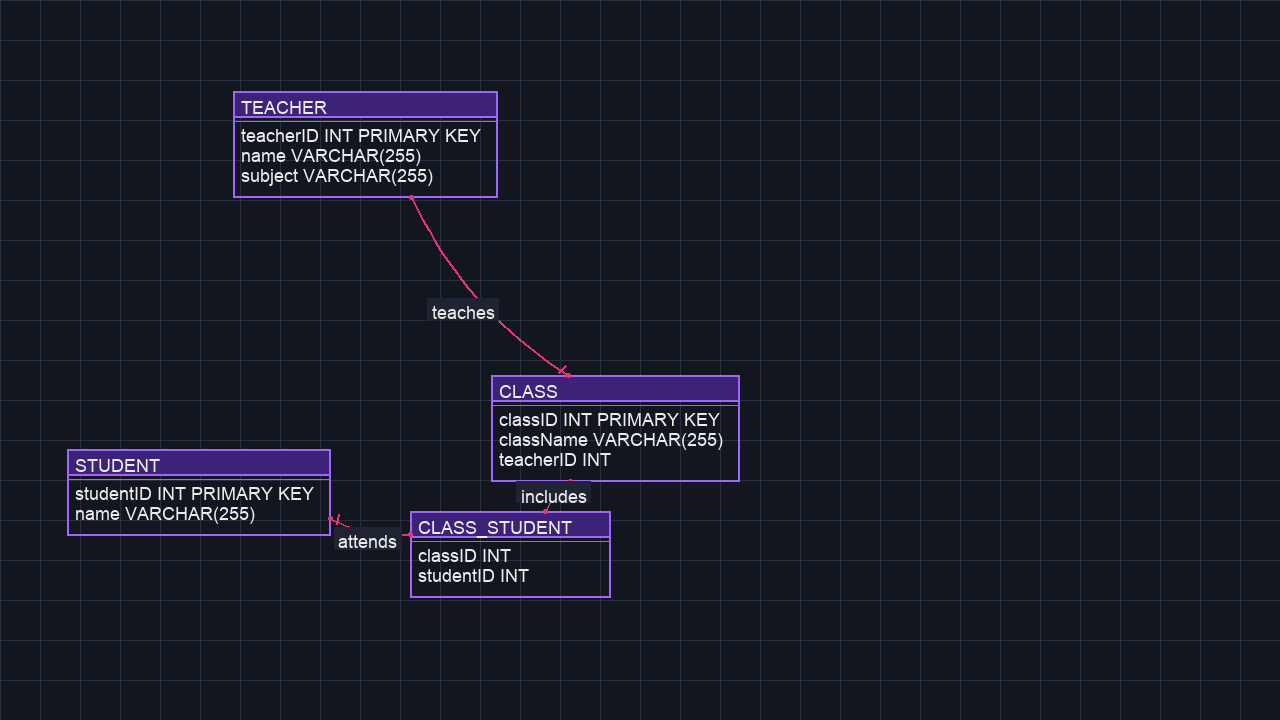 TEACHER
teacherID INT PRIMARY KEY
name VARCHAR(255)
subject VARCHAR(255)
teaches
CLASS
classID INT PRIMARY KEY
className VARCHAR(255)
teacherID INT
STUDENT
studentID INT PRIMARY KEY
name VARCHAR(255)
includes
attends
CLASS_STUDENT
classID INT
studentID INT